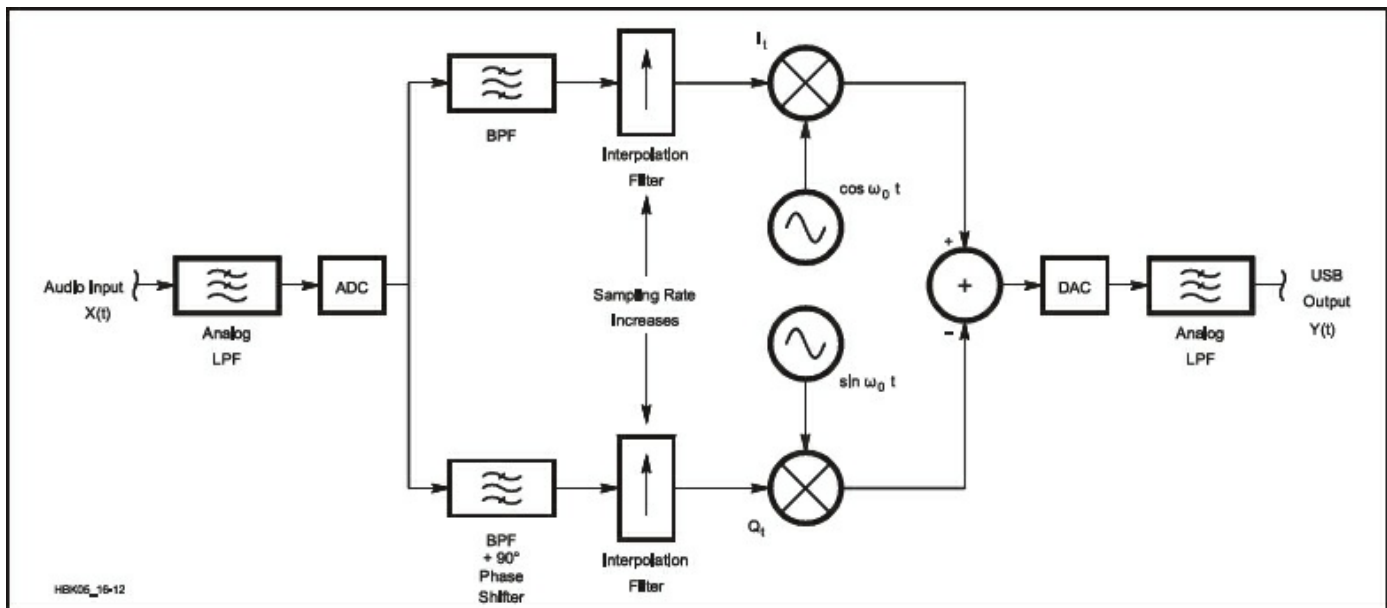 I t
BPF
Interpolation
Filter
cos ω0 t
Audio Input
X(t)
Analog
LPF
ADC
Sampling Rate
Increases
+
+
−
DAC
Analog
LPF
USB
Output
Y(t)
sin ω0 t
BPF
+ 90°
Phase
Shifter
Interpolation
Filter
Qt
HBK05_16-12